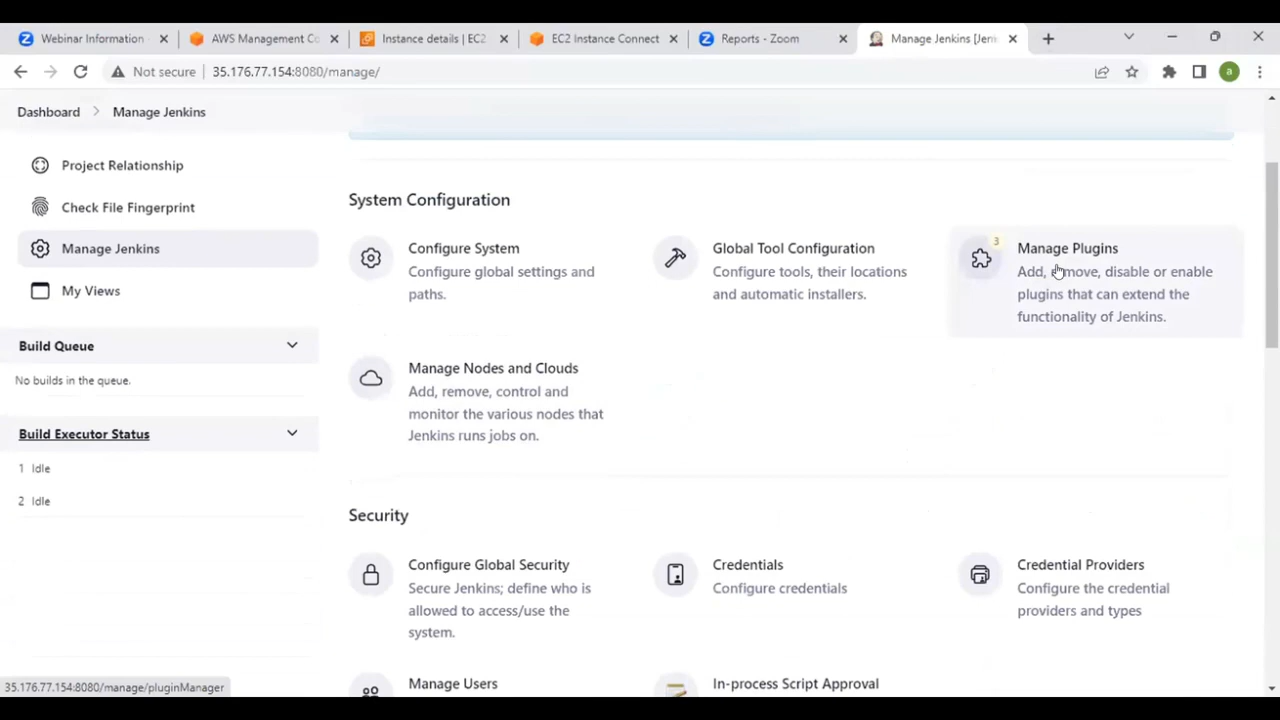 Webinar Information
AWS Management Co
Instance details | EC2
EC2 Instance Connect
Reports - Zoom
Manage Jenkins [Jen
Not secure
35.176.77.154:8080/manage/
a
Dashboard
Manage Jenkins
Project Relationship
Check File Fingerprint
Manage Jenkins
My Views
Build Queue
No builds in the queue.
Build Executor Status
1 Idle
2 Idle
System Configuration
Configure System
Configure global settings and
paths.
Global Tool Configuration
Configure tools, their locations
and automatic installers.
3
Manage Plugins
Add, remove, disable or enable
plugins that can extend the
functionality of Jenkins.
Manage Nodes and Clouds
Add, remove, control and
monitor the various nodes that
Jenkins runs jobs on.
Security
Configure Global Security
Secure Jenkins; define who is
allowed to access/use the
system.
Credentials
Configure credentials
Credential Providers
Configure the credential
providers and types
Manage Users
In-process Script Approval
35.176.77.154:8080/manage/pluginManager